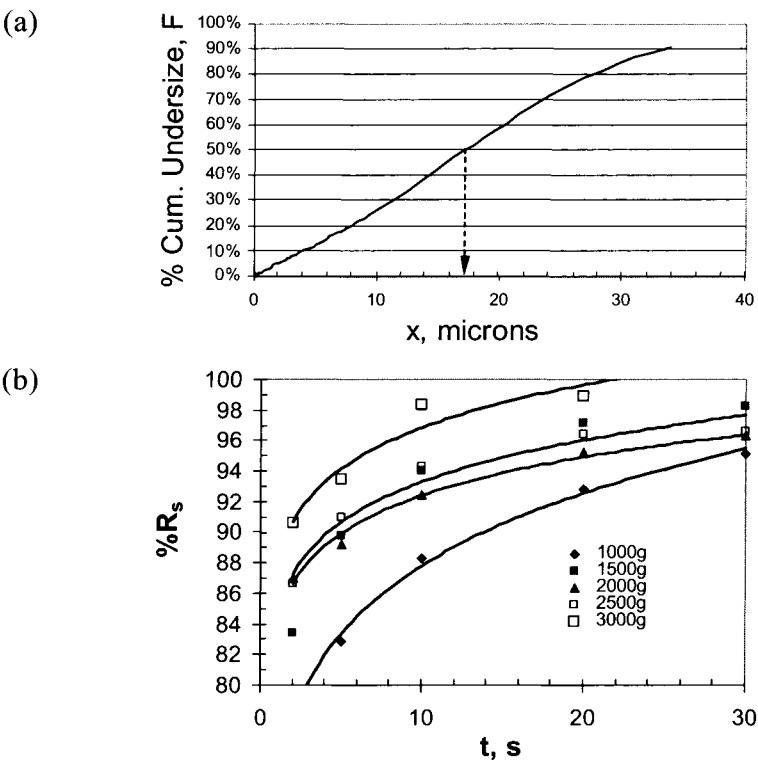 (a)
% Cum. Undersize, F
100%
90%
80%
70%
60%
50%
40%
30%
20%
10%
0%
0 10 20 30 40
x, microns
(b)
%Rs
100
98
96
94
92
90
88
86
84
82
80
1000g
1500g
2000g
2500g
3000g
0 10 20 30
t, s